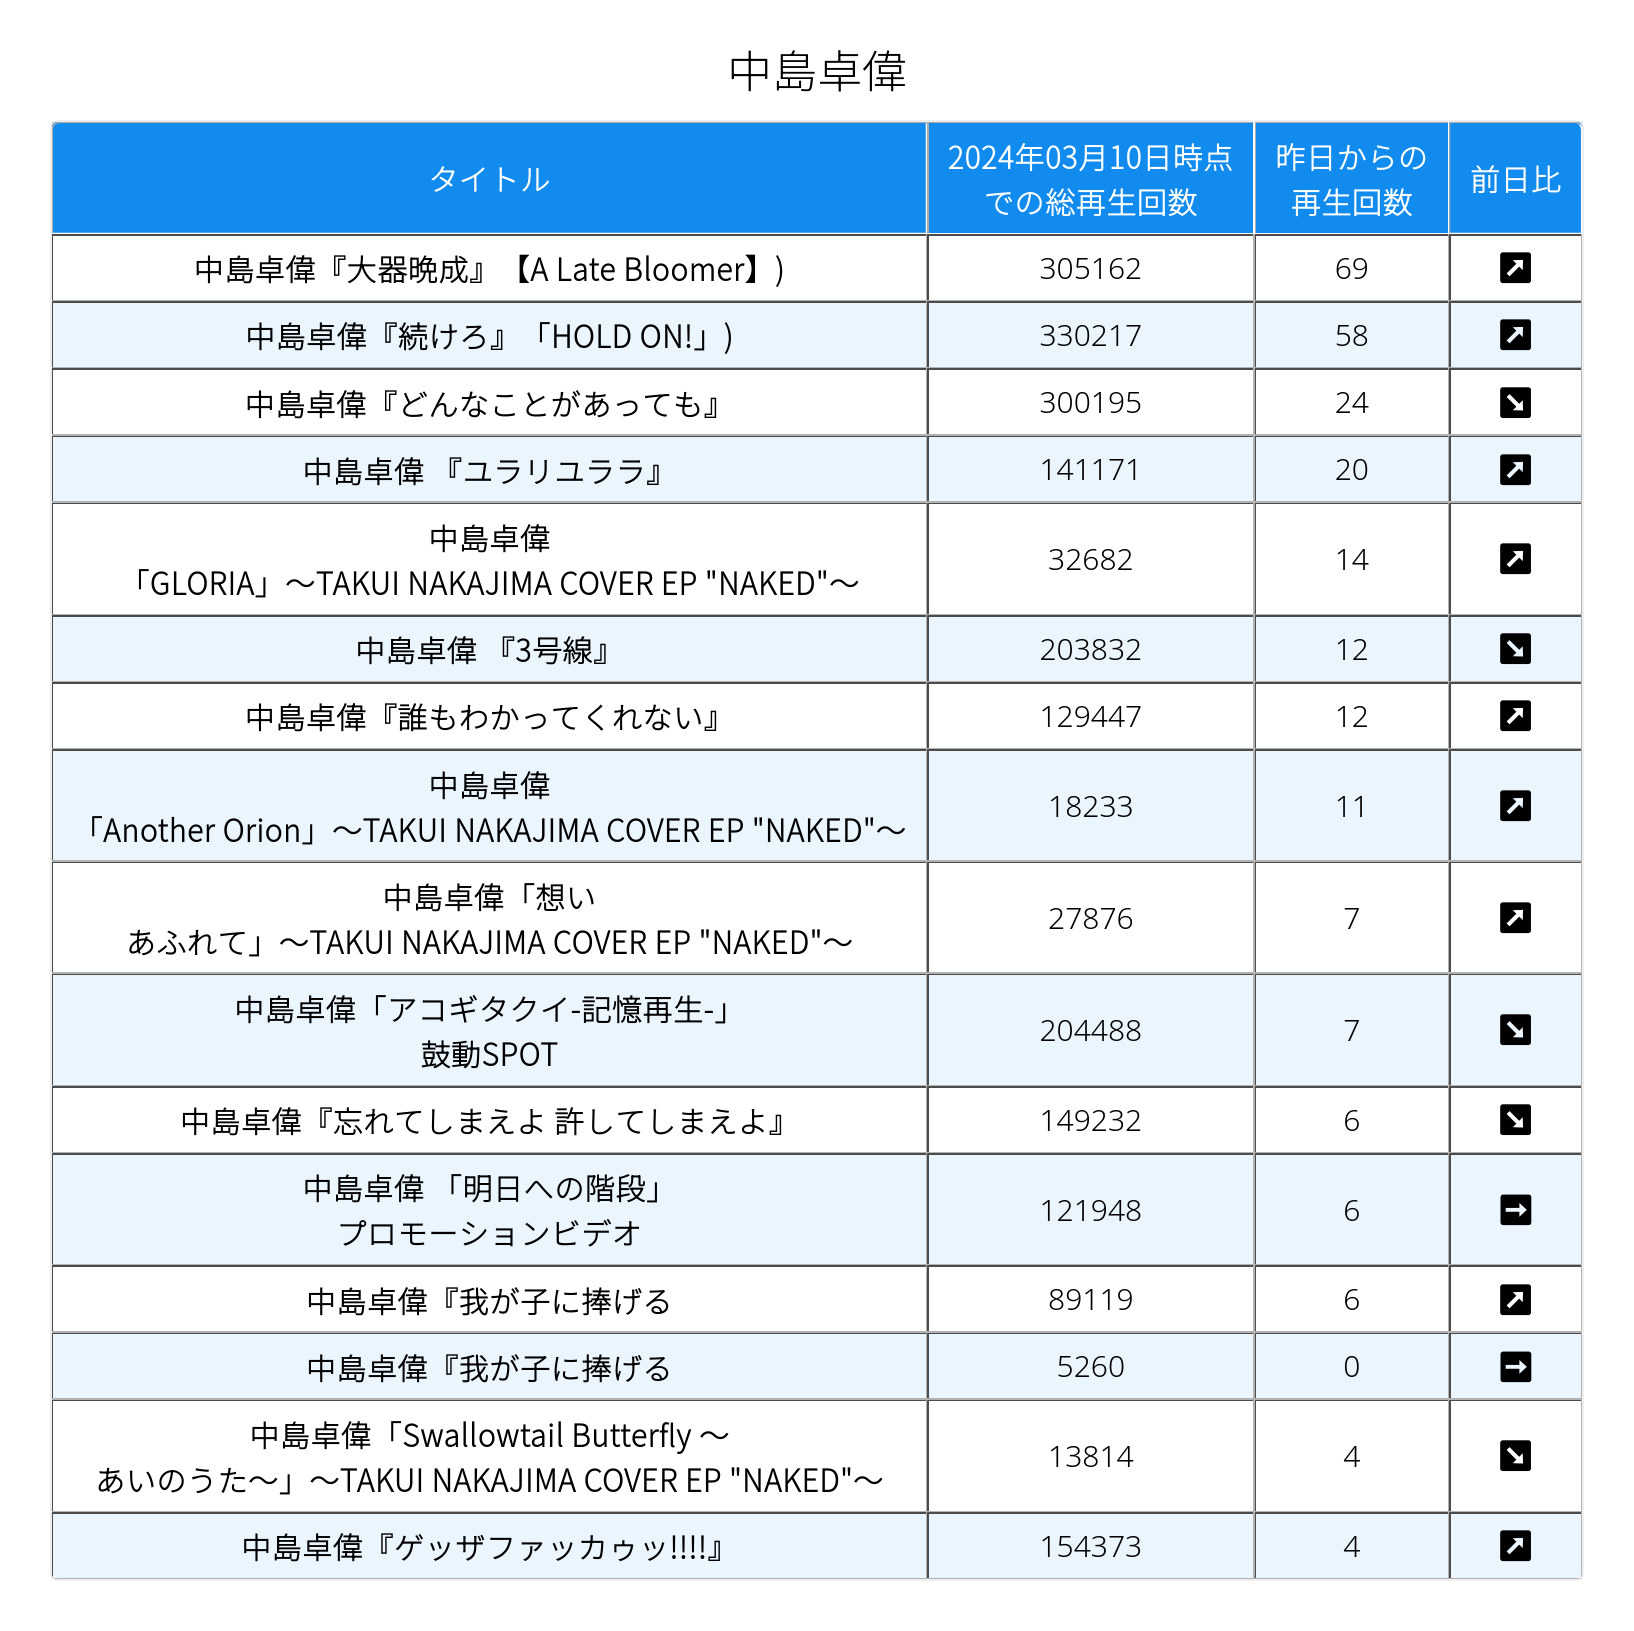 中島卓偉
タイトル
2024年03月10日時点
での総再生回数
昨日からの
再生回数
前日比
中島卓偉『大器晩成』【A Late Bloomer】)
305162
69
中島卓偉『続けろ』「HOLD ON!」)
330217
58
中島卓偉『どんなことがあっても』
300195
24
中島卓偉 『ユラリユララ』
141171
20
中島卓偉
「GLORIA」～TAKUI NAKAJIMA COVER EP "NAKED"～
32682
14
中島卓偉 『3号線』
203832
12
中島卓偉『誰もわかってくれない』
129447
12
中島卓偉
「Another Orion」～TAKUI NAKAJIMA COVER EP "NAKED"～
18233
11
中島卓偉「想い
あふれて」～TAKUI NAKAJIMA COVER EP "NAKED"～
27876
7
中島卓偉「アコギタクイ-記憶再生-」
鼓動SPOT
204488
7
中島卓偉『忘れてしまえよ 許してしまえよ』
149232
6
中島卓偉 「明日への階段」
プロモーションビデオ
121948
6
中島卓偉『我が子に捧げる
89119
6
中島卓偉『我が子に捧げる
5260
0
中島卓偉「Swallowtail Butterfly ～
あいのうた～」～TAKUI NAKAJIMA COVER EP "NAKED"～
13814
4
中島卓偉『ゲッザファッカゥッ!!!!』
154373
4